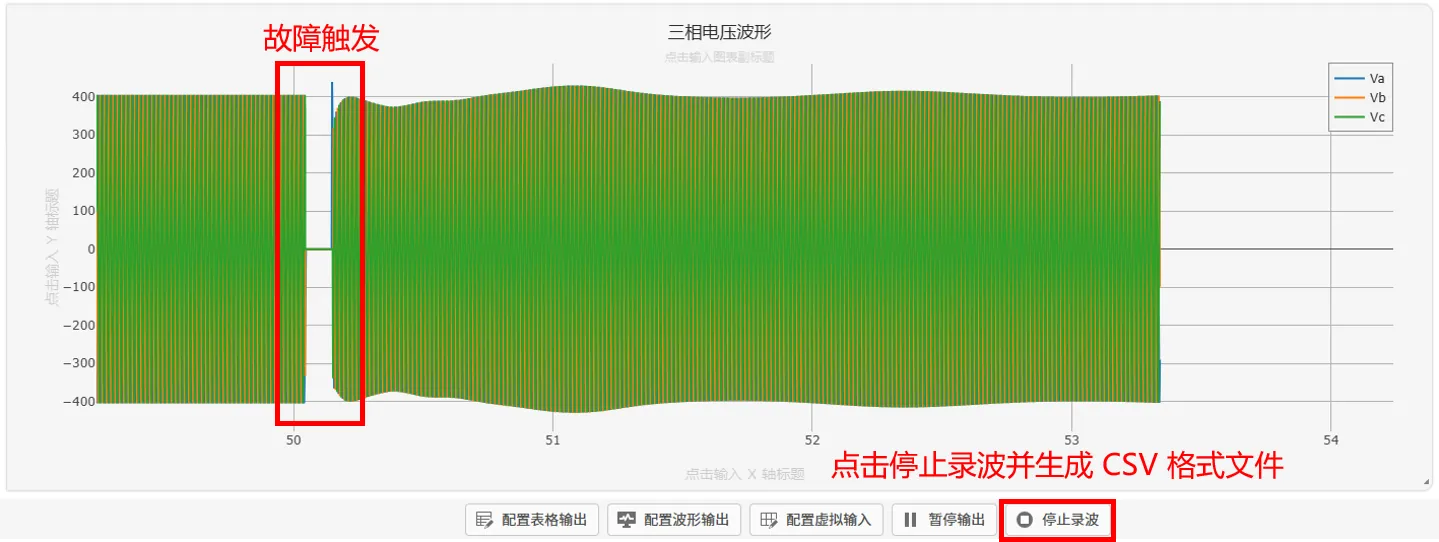 故障触发
三相电压波形
点击输入图表副标题
Va
Vb
Vc
400
300
200
100
0
−100
−200
−300
−400
点击输入 Y 轴标题
50
51
52
53
54
点击输入 X 轴标题
点击停止录波并生成 CSV 格式文件
配置表格输出
配置波形输出
配置虚拟输入
暂停输出
停止录波